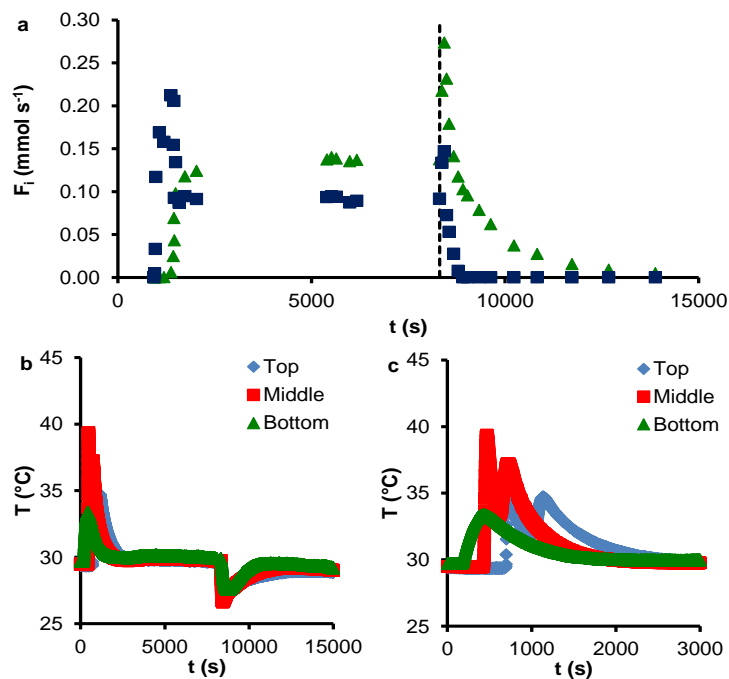 a
0.30
0.25
0.20
0.15
0.10
0.05
0.00
Fi (mmol s-1)
0 5000 10000 15000
t (s)
b
45
40
35
30
25
T (°C)
Top
Middle
Bottom
0 5000 10000 15000
t (s)
c
45
40
35
30
25
T (°C)
Top
Middle
Bottom
0 1000 2000 3000
t (s)